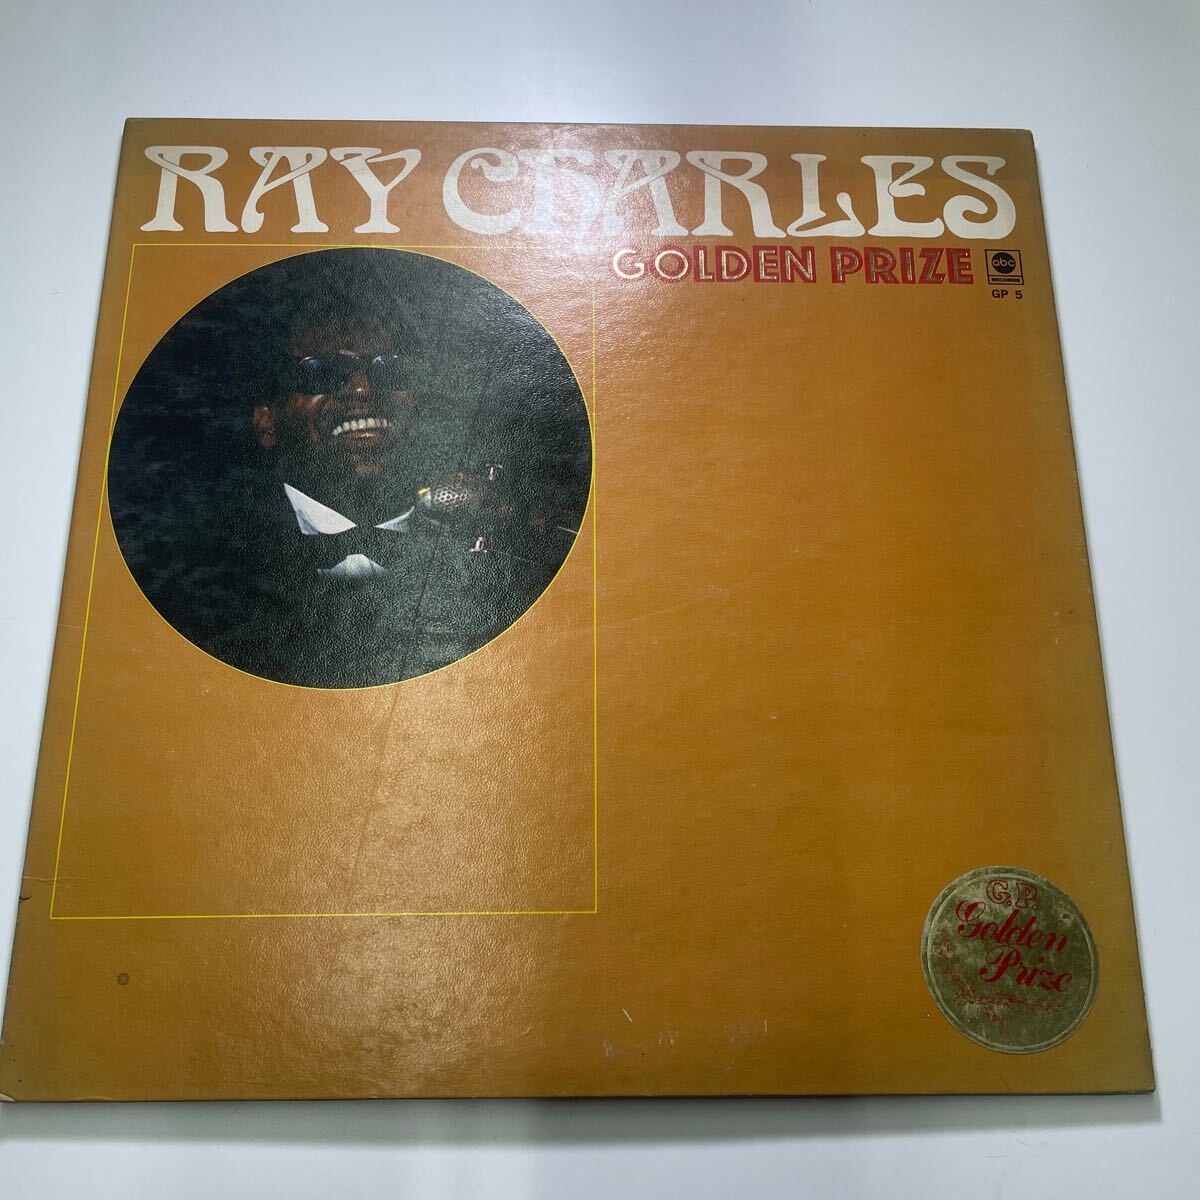 RAY CHARLES
GOLDEN PRIZE
abc
RECORDS
GP 5
G.P.
Golden
Prize